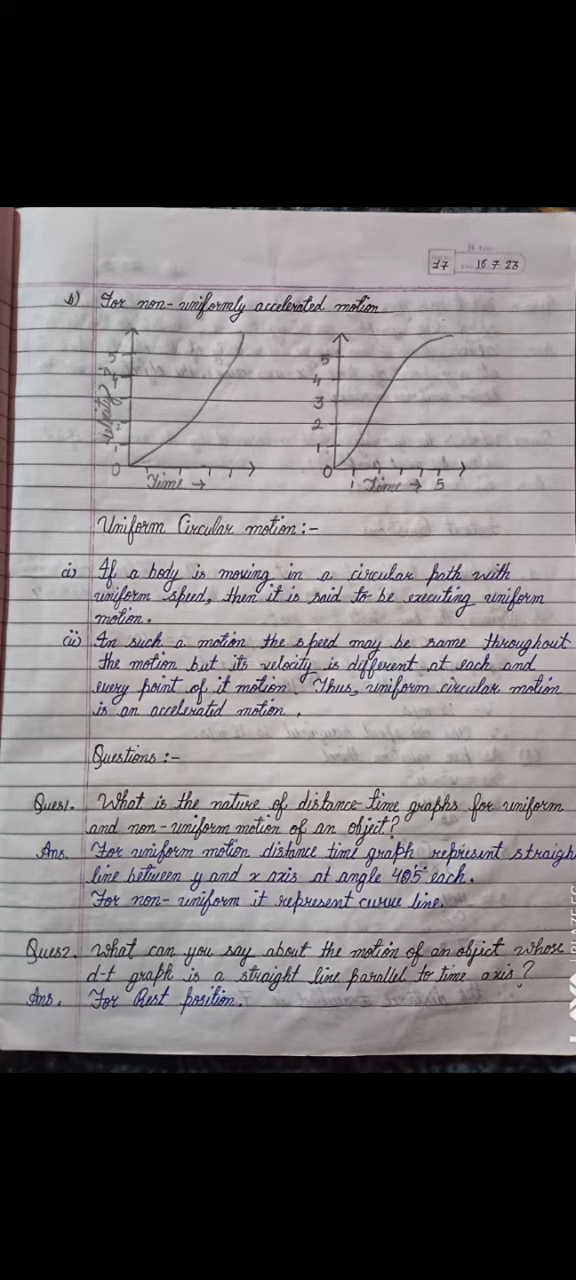 17 16 7 23
b) For non-uniformly accelerated motion
5 5
4 4
3
2
1
0 Time → 0 1 Time → 5
velocity
Uniform Circular motion :-
i) If a body is moving in a circular path with
uniform speed, then it is said to be executing uniform
motion.
(ii) In such a motion the speed may be same throughout
the motion but its velocity is different at each and
every point of it motion. Thus, uniform circular motion
is an accelerated motion.
Questions :-
Ques1. What is the nature of distance-time graphs for uniform
and non-uniform motion of an object?
Ans. For uniform motion distance time graph represent straigh
line between y and x axis at angle 405° each.
For non-uniform it represent curve line.
Ques2. What can you say about the motion of an object whose
d-t graph is a straight line parallel to time axis?
Ans. For Rest position.